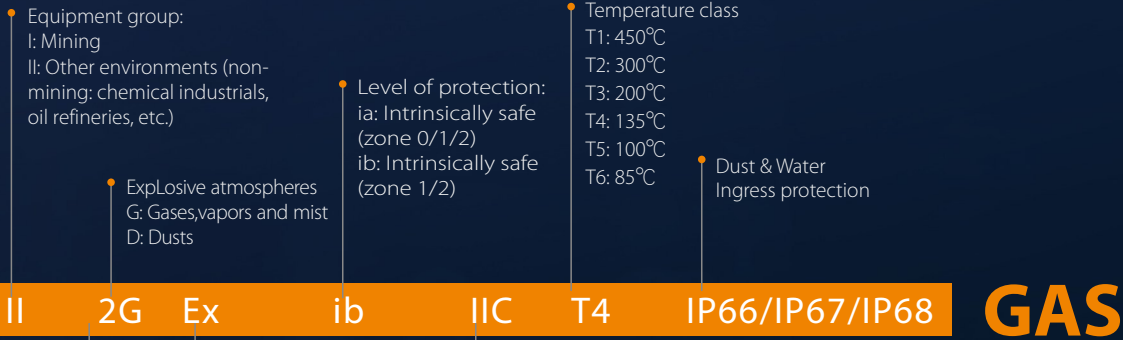 Equipment group:
I: Mining
II: Other environments (non-
mining: chemical industrials,
oil refineries, etc.)
ExpLosive atmospheres
G: Gases,vapors and mist
D: Dusts
Level of protection:
ia: Intrinsically safe
(zone 0/1/2)
ib: Intrinsically safe
(zone 1/2)
Temperature class
T1: 450℃
T2: 300℃
T3: 200℃
T4: 135℃
T5: 100℃
T6: 85℃
Dust & Water
Ingress protection
II 2G Ex ib IIC T4 IP66/IP67/IP68 GAS